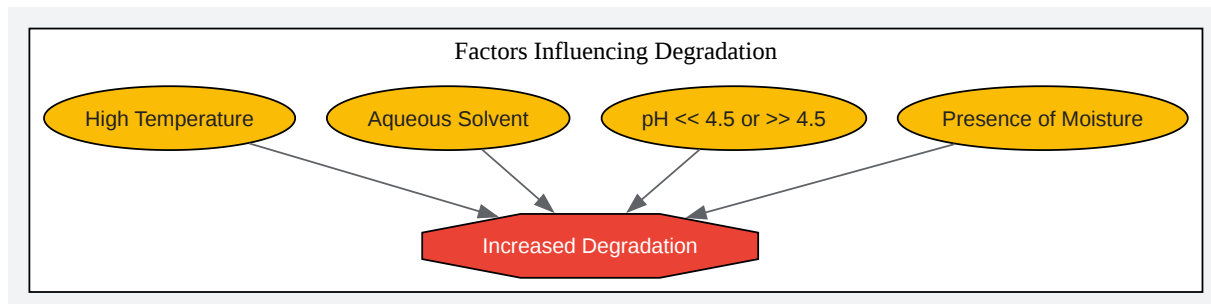 Factors Influencing Degradation
High Temperature
Aqueous Solvent
pH << 4.5 or >> 4.5
Presence of Moisture
Increased Degradation